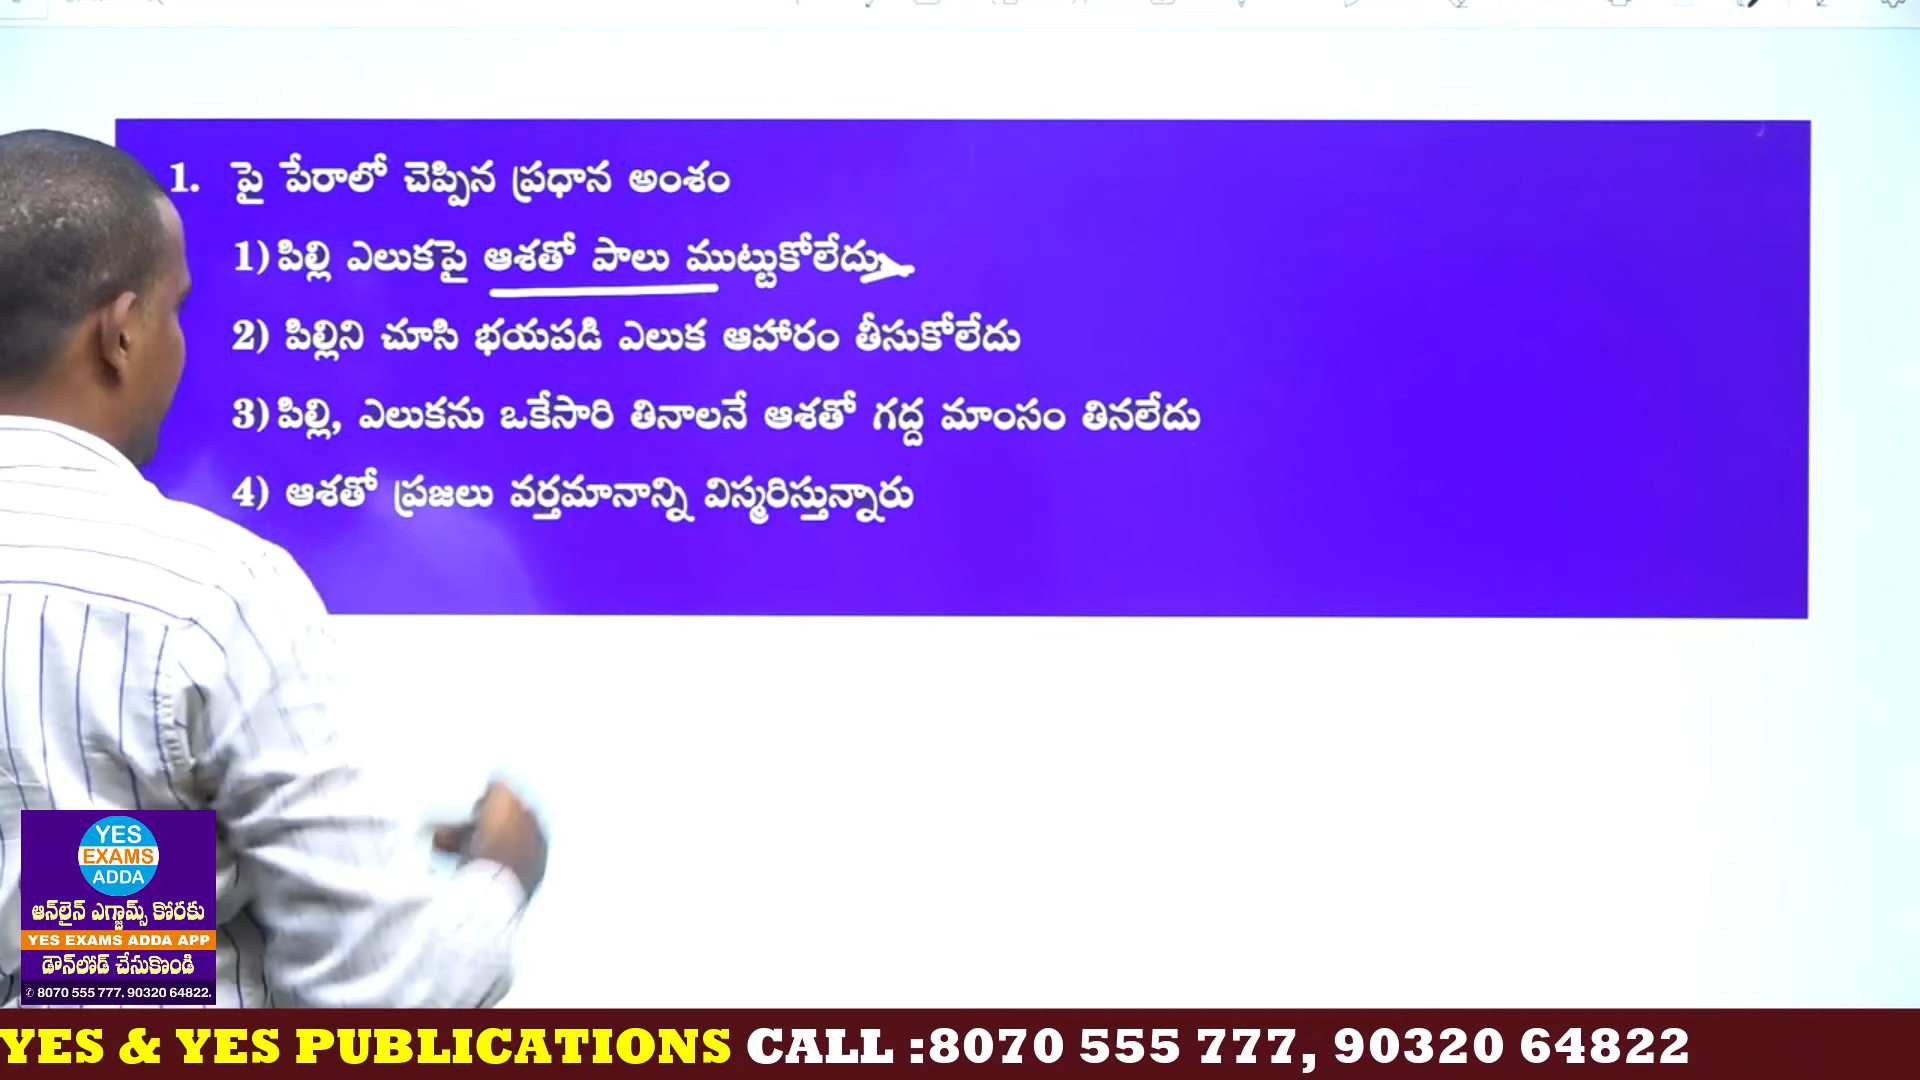 1. పై పేరాలో చెప్పిన ప్రధాన అంశం
1) పిల్లి ఎలుకపై ఆశతో పాలు ముట్టుకోలేదు
2) పిల్లిని చూసి భయపడి ఎలుక ఆహారం తీసుకోలేదు
3) పిల్లి, ఎలుకను ఒకేసారి తినాలనే ఆశతో గద్ద మాంసం తినలేదు
4) ఆశతో ప్రజలు వర్తమానాన్ని విస్మరిస్తున్నారు
YES
EXAMS
ADDA
ఆన్‌లైన్ ఎగ్జామ్స్ కోరకు
YES EXAMS ADDA APP
డౌన్‌లోడ్ చేసుకొండి
✆ 8070 555 777, 90320 64822.
YES & YES PUBLICATIONS CALL :8070 555 777, 90320 64822